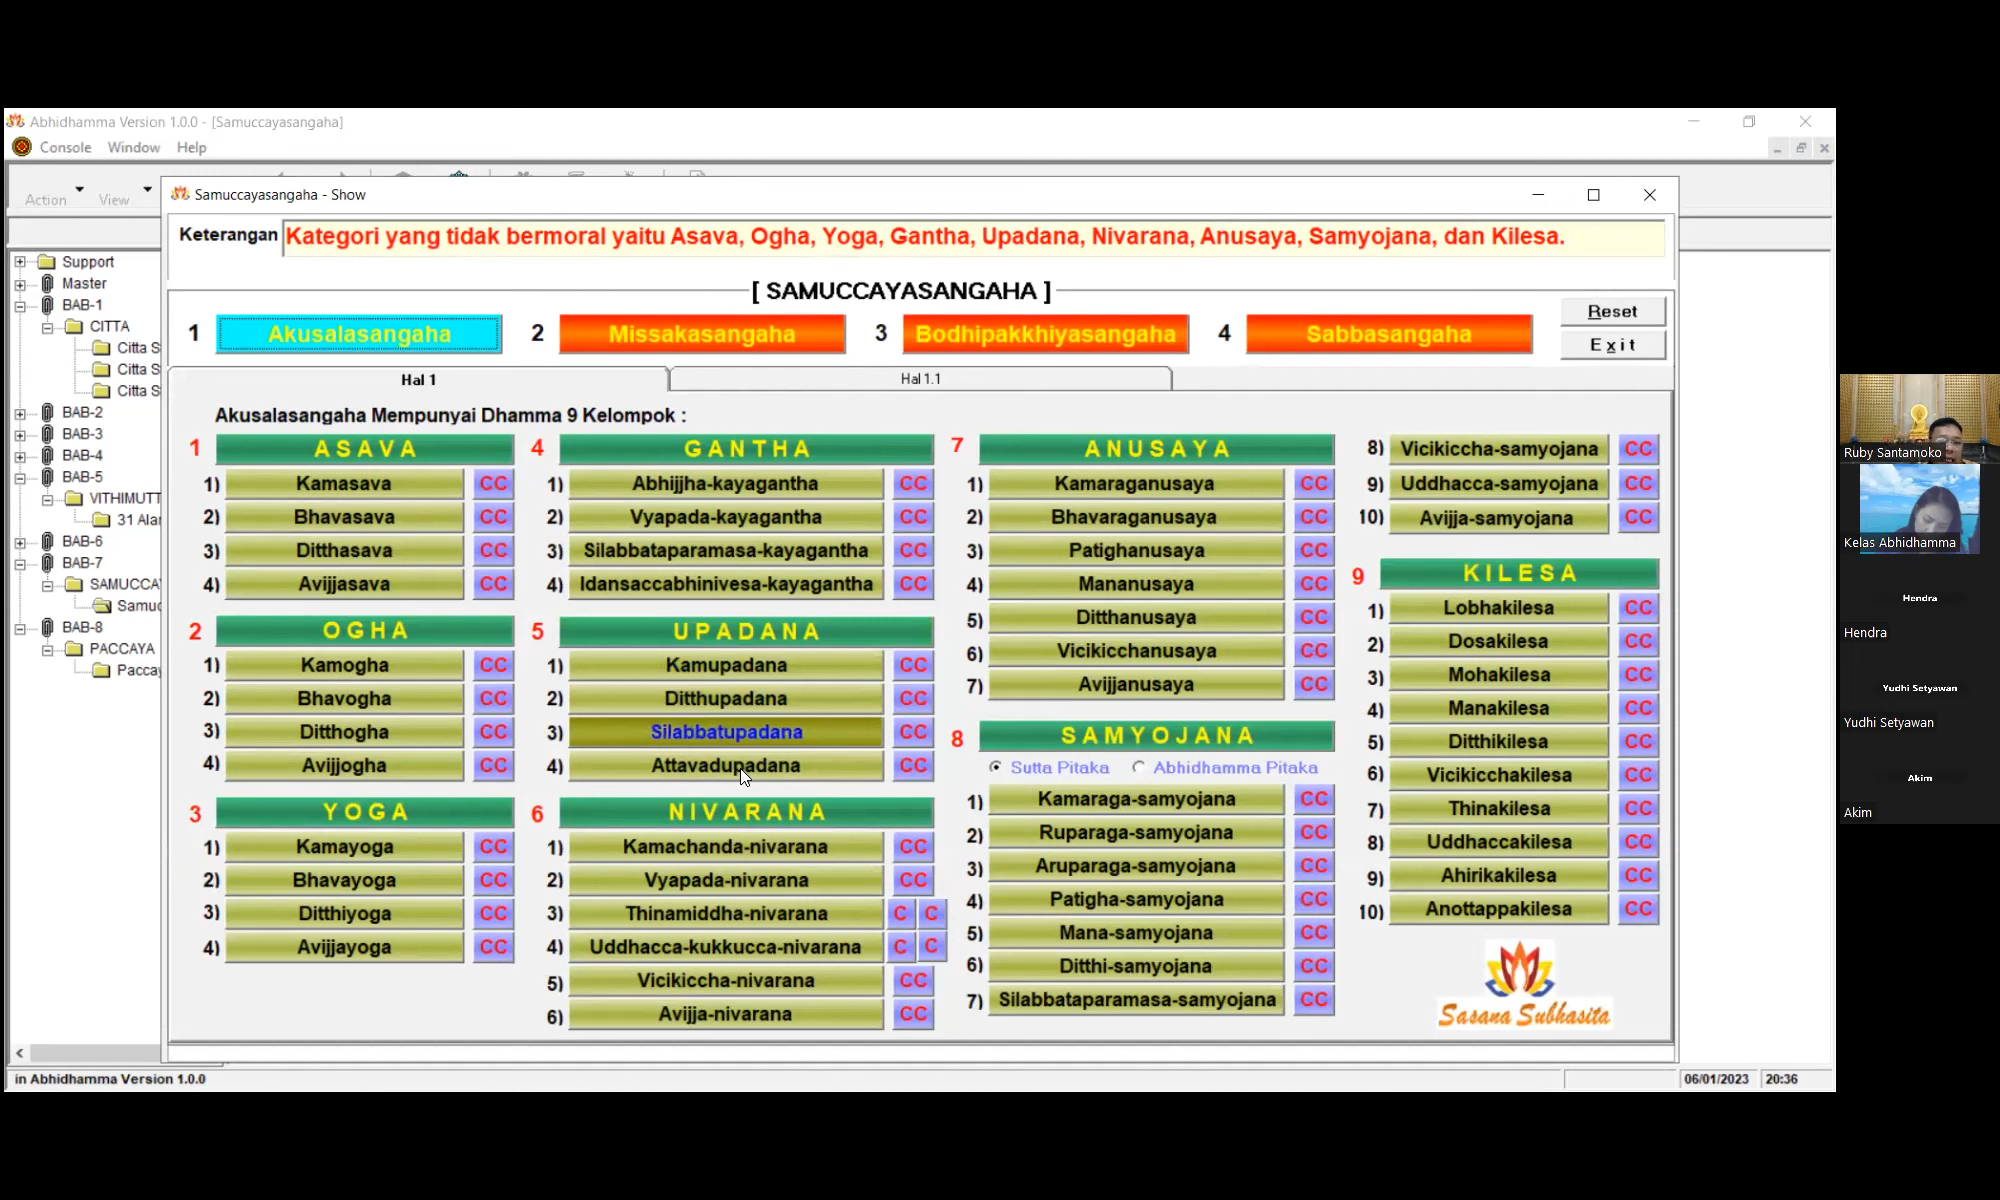 Abhidhamma Version 1.0.0 - [Samuccayasangaha]
Console Window Help
Action View
Samuccayasangaha - Show
Keterangan Kategori yang tidak bermoral yaitu Asava, Ogha, Yoga, Gantha, Upadana, Nivarana, Anusaya, Samyojana, dan Kilesa.
[ SAMUCCAYASANGAHA ]
1 Akusalasangaha 2 Missakasangaha 3 Bodhipakkhiyasangaha 4 Sabbasangaha
Reset
Exit
Hal 1 Hal 1.1
Support
Master
BAB-1
CITTA
Citta S
Citta S
Citta S
BAB-2
BAB-3
BAB-4
BAB-5
VITHIMUTT
31 Alar
BAB-6
BAB-7
SAMUCCA
Samuc
BAB-8
PACCAYA
Paccay
Akusalasangaha Mempunyai Dhamma 9 Kelompok :
1 ASAVA
1) Kamasava CC
2) Bhavasava CC
3) Ditthasava CC
4) Avijjasava CC
2 OGHA
1) Kamogha CC
2) Bhavogha CC
3) Ditthogha CC
4) Avijjogha CC
3 YOGA
1) Kamayoga CC
2) Bhavayoga CC
3) Ditthiyoga CC
4) Avijjayoga CC
4 GANTHA
1) Abhijjha-kayagantha CC
2) Vyapada-kayagantha CC
3) Silabbataparamasa-kayagantha CC
4) Idansaccabhinivesa-kayagantha CC
5 UPADANA
1) Kamupadana CC
2) Ditthupadana CC
3) Silabbatupadana CC
4) Attavadupadana CC
6 NIVARANA
1) Kamachanda-nivarana CC
2) Vyapada-nivarana CC
3) Thinamiddha-nivarana C C
4) Uddhacca-kukkucca-nivarana C C
5) Vicikiccha-nivarana CC
6) Avijja-nivarana CC
7 ANUSAYA
1) Kamaraganusaya CC
2) Bhavaraganusaya CC
3) Patighanusaya CC
4) Mananusaya CC
5) Ditthanusaya CC
6) Vicikicchanusaya CC
7) Avijjanusaya CC
8 SAMYOJANA
Sutta Pitaka Abhidhamma Pitaka
1) Kamaraga-samyojana CC
2) Ruparaga-samyojana CC
3) Aruparaga-samyojana CC
4) Patigha-samyojana CC
5) Mana-samyojana CC
6) Ditthi-samyojana CC
7) Silabbataparamasa-samyojana CC
8) Vicikiccha-samyojana CC
9) Uddhacca-samyojana CC
10) Avijja-samyojana CC
9 KILESA
1) Lobhakilesa CC
2) Dosakilesa CC
3) Mohakilesa CC
4) Manakilesa CC
5) Ditthikilesa CC
6) Vicikicchakilesa CC
7) Thinakilesa CC
8) Uddhaccakilesa CC
9) Ahirikakilesa CC
10) Anottappakilesa CC
Sasana Subhasita
in Abhidhamma Version 1.0.0 06/01/2023 20:36
Ruby Santamoko
Kelas Abhidhamma
Hendra
Hendra
Yudhi Setyawan
Yudhi Setyawan
Akim
Akim